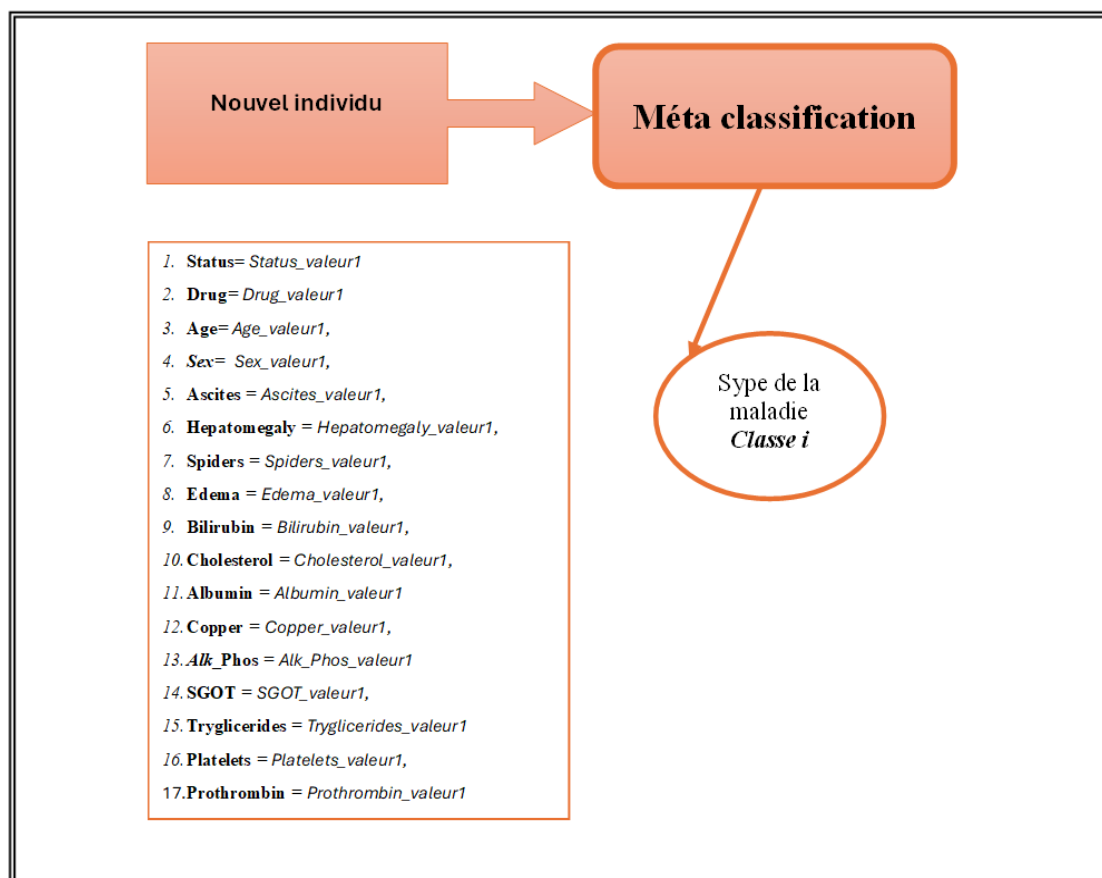 Nouvel individu
Méta classification
1. Status= Status_valeur1
2. Drug= Drug_valeur1
3. Age= Age_valeur1,
4. Sex= Sex_valeur1,
5. Ascites = Ascites_valeur1,
6. Hepatomegaly = Hepatomegaly_valeur1,
7. Spiders = Spiders_valeur1,
8. Edema = Edema_valeur1,
9. Bilirubin = Bilirubin_valeur1,
10. Cholesterol = Cholesterol_valeur1,
11. Albumin = Albumin_valeur1
12. Copper = Copper_valeur1,
13. Alk_Phos = Alk_Phos_valeur1
14. SGOT = SGOT_valeur1,
15. Tryglicerides = Tryglicerides_valeur1
16. Platelets = Platelets_valeur1,
17. Prothrombin = Prothrombin_valeur1
Sype de la
maladie
Classe i